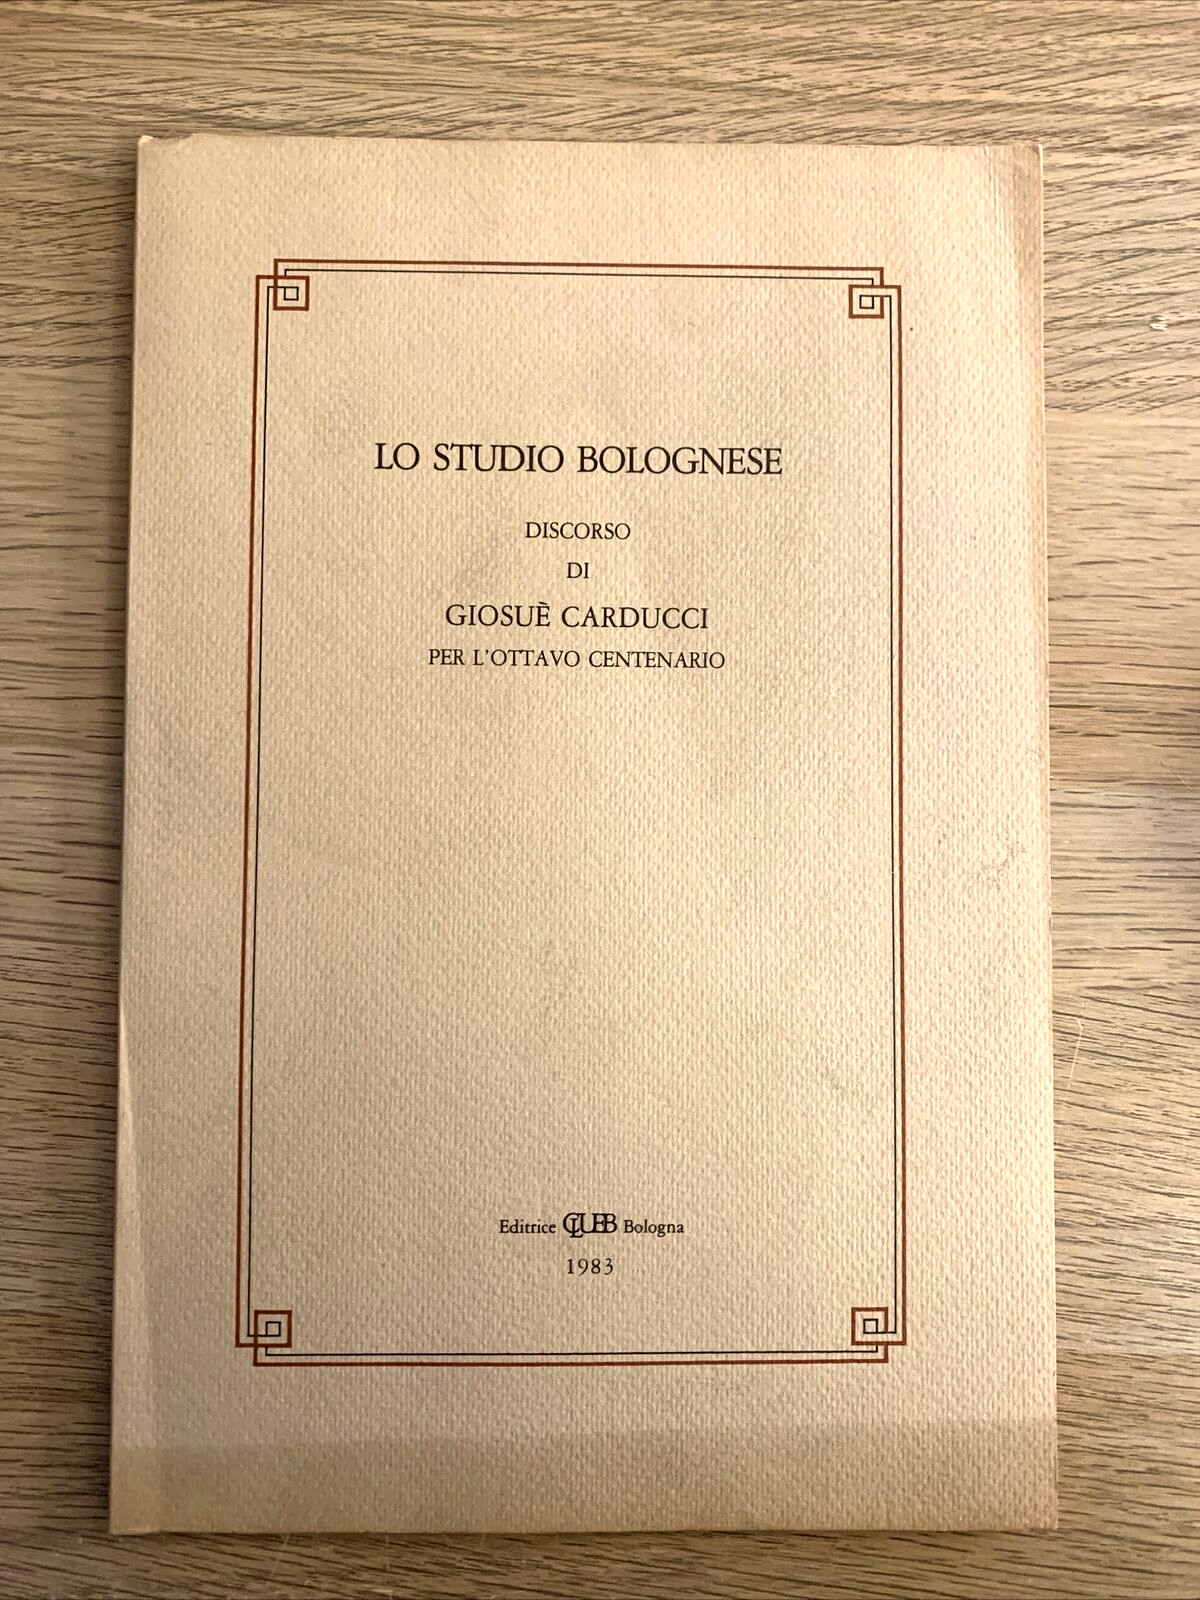 LO STUDIO BOLOGNESE
DISCORSO
DI
GIOSUÈ CARDUCCI
PER L'OTTAVO CENTENARIO
Editrice CLUEB Bologna
1983